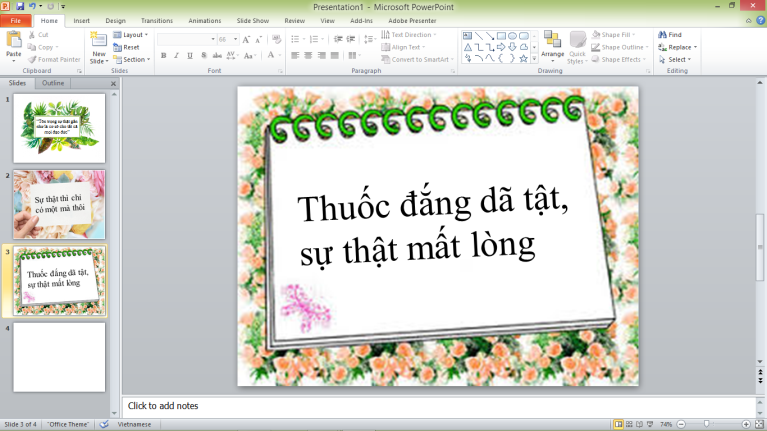 Presentation1 - Microsoft PowerPoint
File Home Insert Design Transitions Animations Slide Show Review View Add-Ins Adobe Presenter
Paste
Cut
Copy
Format Painter
Clipboard
New Slide
Layout
Reset
Section
Slides
Font
Text Direction
Align Text
Convert to SmartArt
Paragraph
Arrange
Quick Styles
Shape Fill
Shape Outline
Shape Effects
Drawing
Find
Replace
Select
Editing
Slides Outline
1
2
Sự thật thì chỉ
có một mà thôi
3
Thuốc đắng dã tật,
sự thật mất lòng
4
Thuốc đắng dã tật,
sự thật mất lòng
Click to add notes
Slide 3 of 4 "Office Theme" Vietnamese 74%